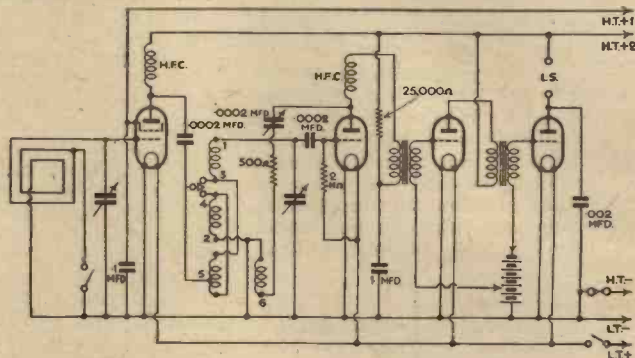 H.T.+1
H.T.+2
H.F.C.
H.F.C
L.S.
25,000Ω
·0002
MFD.
·0002 MFD.
·0002
MFD.
1
500Ω
3
2
MΩ
4
2
5
6
·1
MFD
1 MFD
·002
MFD.
H.T.-
L.T.-
L.T.+